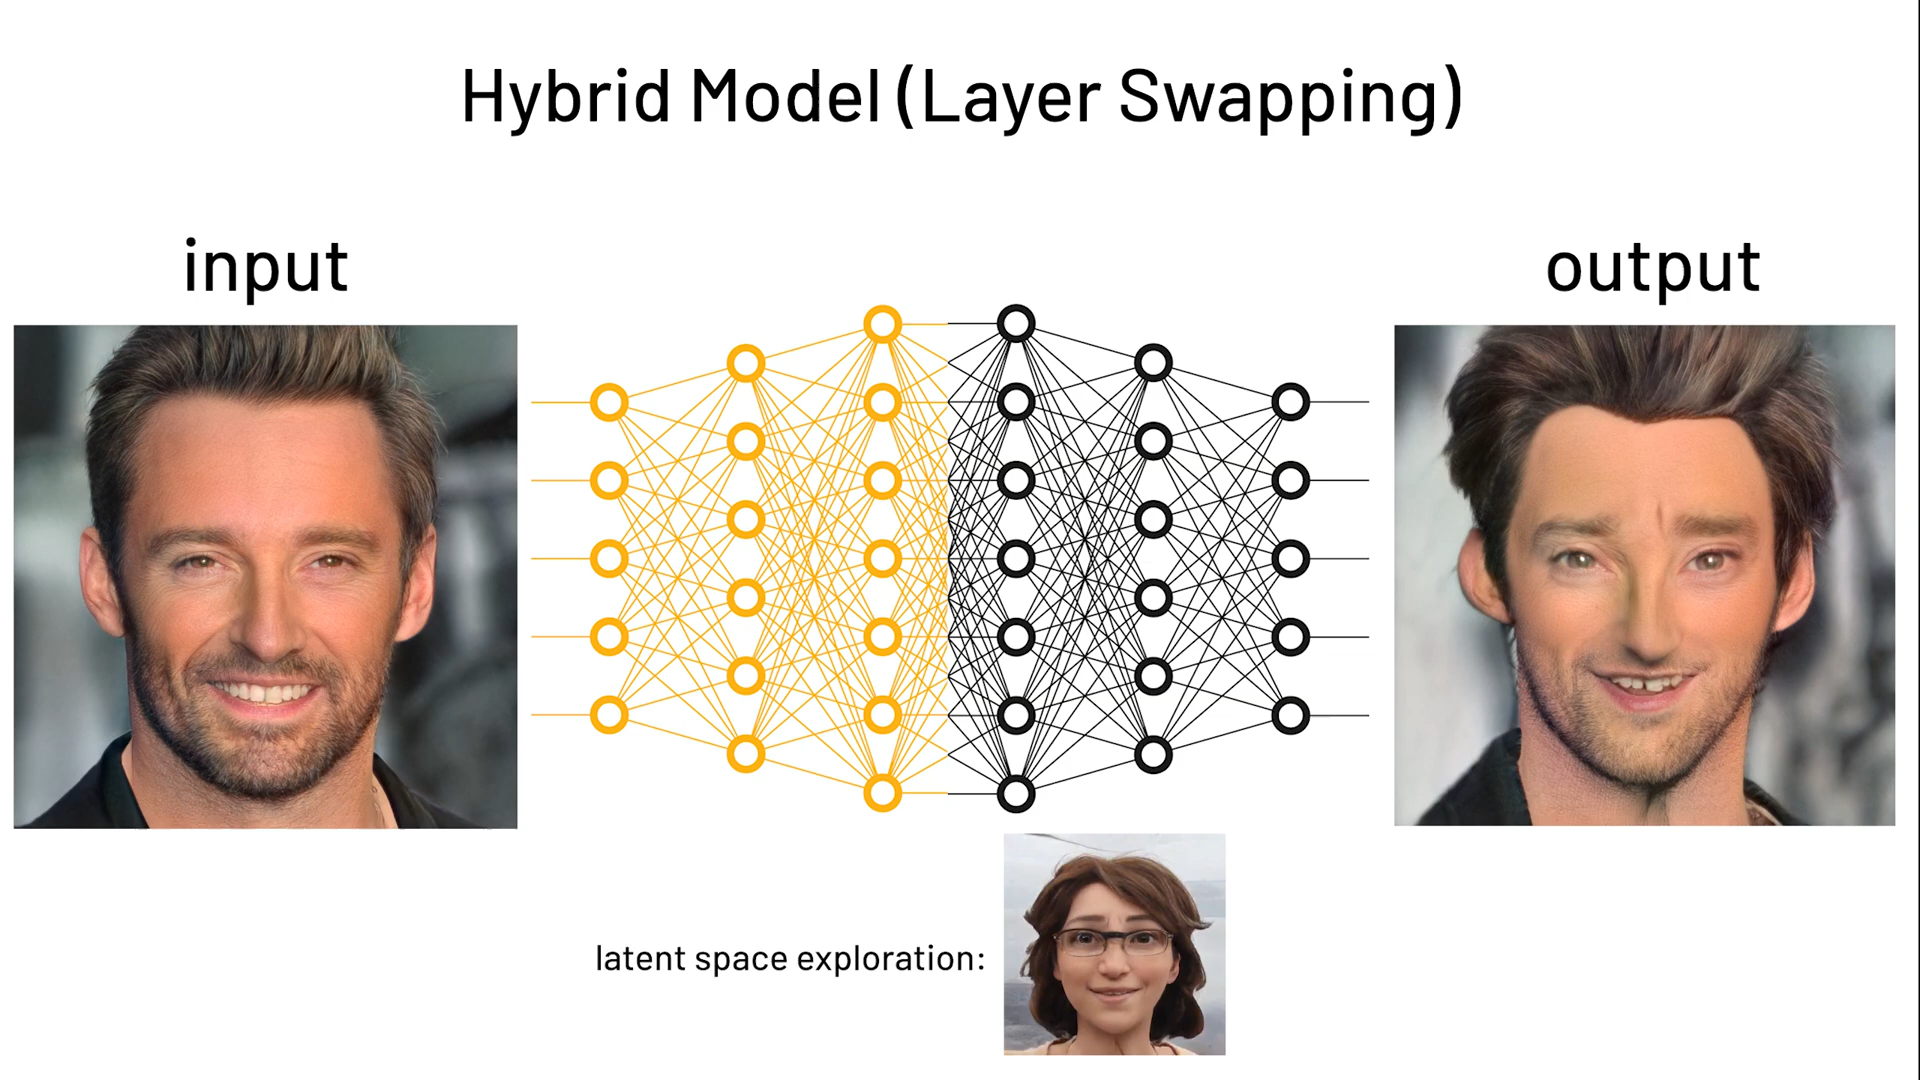 Hybrid Model (Layer Swapping)
input
output
latent space exploration: